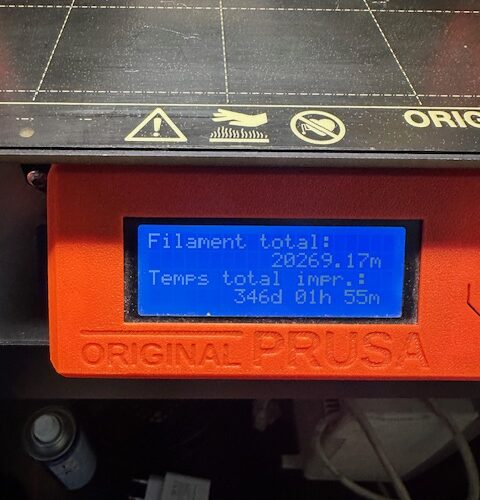 ORIG
Filament total:
20269.17m
Temps total impr.:
346d 01h 55m
ORIGINAL PRUSA